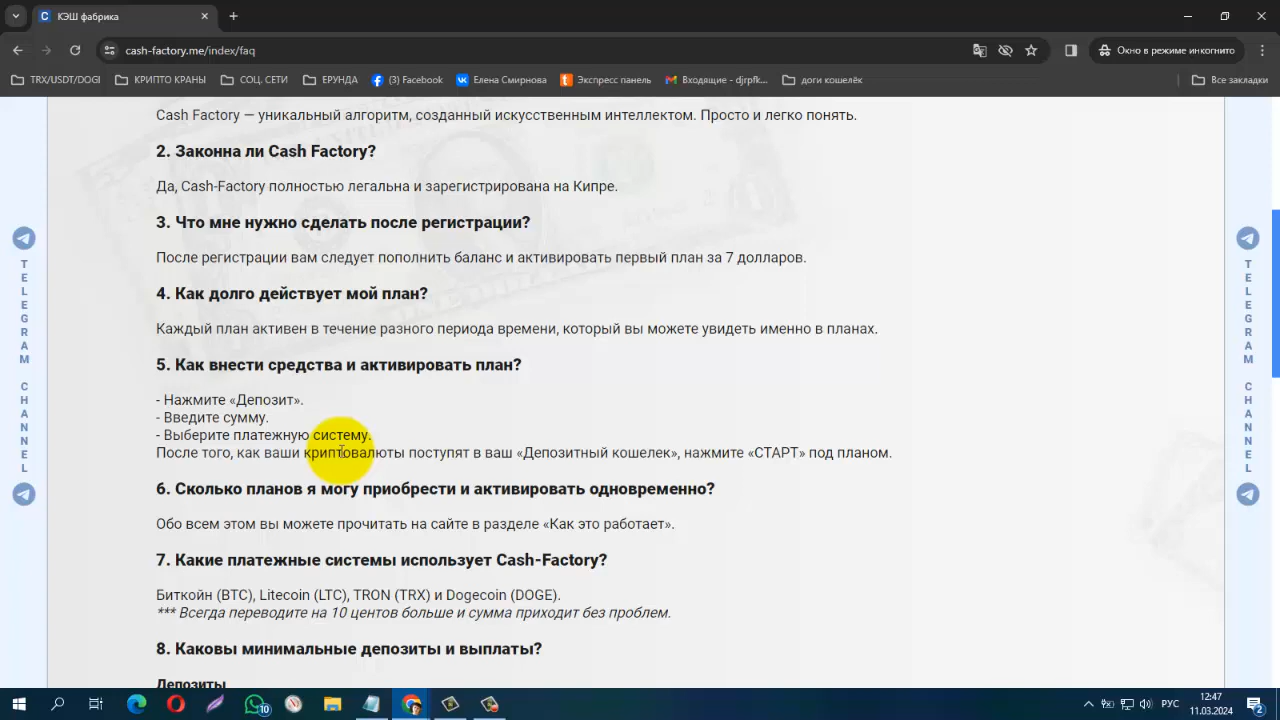 КЭШ фабрика
cash-factory.me/index/faq
Окно в режиме инкогнито
TRX/USDT/DOGI
КРИПТО КРАНЫ
СОЦ. СЕТИ
ЕРУНДА
(3) Facebook
Елена Смирнова
Экспресс панель
Входящие - djrpfk...
доги кошелёк
Все закладки
Cash Factory — уникальный алгоритм, созданный искусственным интеллектом. Просто и легко понять.
2. Законна ли Cash Factory?
Да, Cash-Factory полностью легальна и зарегистрирована на Кипре.
3. Что мне нужно сделать после регистрации?
После регистрации вам следует пополнить баланс и активировать первый план за 7 долларов.
4. Как долго действует мой план?
Каждый план активен в течение разного периода времени, который вы можете увидеть именно в планах.
5. Как внести средства и активировать план?
- Нажмите «Депозит».
- Введите сумму.
- Выберите платежную систему.
После того, как ваши криптовалюты поступят в ваш «Депозитный кошелек», нажмите «СТАРТ» под планом.
6. Сколько планов я могу приобрести и активировать одновременно?
Обо всем этом вы можете прочитать на сайте в разделе «Как это работает».
7. Какие платежные системы использует Cash-Factory?
Биткойн (BTC), Litecoin (LTC), TRON (TRX) и Dogecoin (DOGE).
*** Всегда переводите на 10 центов больше и сумма приходит без проблем.
8. Каковы минимальные депозиты и выплаты?
Депозиты
TELEGRAM CHANNEL
TELEGRAM CHANNEL
10
РУС
12:47
11.03.2024
2